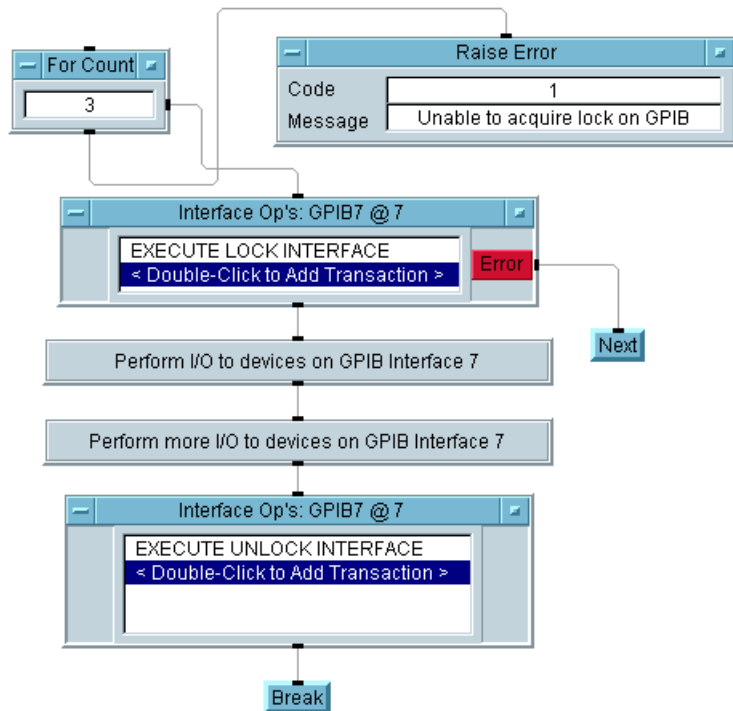 For Count
3
Raise Error
Code 1
Message Unable to acquire lock on GPIB
Interface Op's: GPIB7 @ 7
EXECUTE LOCK INTERFACE
< Double-Click to Add Transaction >
Error
Next
Perform I/O to devices on GPIB Interface 7
Perform more I/O to devices on GPIB Interface 7
Interface Op's: GPIB7 @ 7
EXECUTE UNLOCK INTERFACE
< Double-Click to Add Transaction >
Break